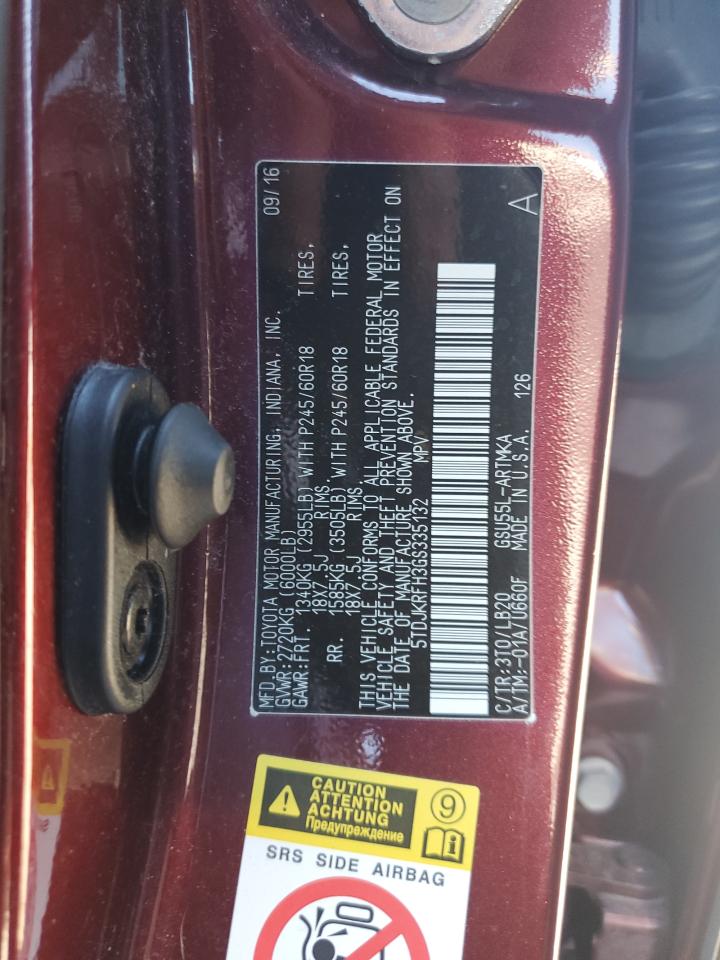 MFD.BY:TOYOTA MOTOR MANUFACTURING, INDIANA, INC. 09/16
GVWR:2720KG (6000LB)
GAWR:FRT. 1340KG (2955LB) WITH P245/60R18 TIRES,
18X7.5J RIMS,
RR. 1585KG (3505LB) WITH P245/60R18 TIRES,
18X7.5J RIMS
THIS VEHICLE CONFORMS TO ALL APPLICABLE FEDERAL MOTOR
VEHICLE SAFETY AND THEFT PREVENTION STANDARDS IN EFFECT ON
THE DATE OF MANUFACTURE SHOWN ABOVE.
5TDJKRFH3GS335132 MPV
C/TR:3T0/LB20 GSU55L-ARTMKA
A/TM:-01A/U660F MADE IN U.S.A. 126 A
CAUTION
ATTENTION
ACHTUNG
Предупреждение
9
i
SRS SIDE AIRBAG